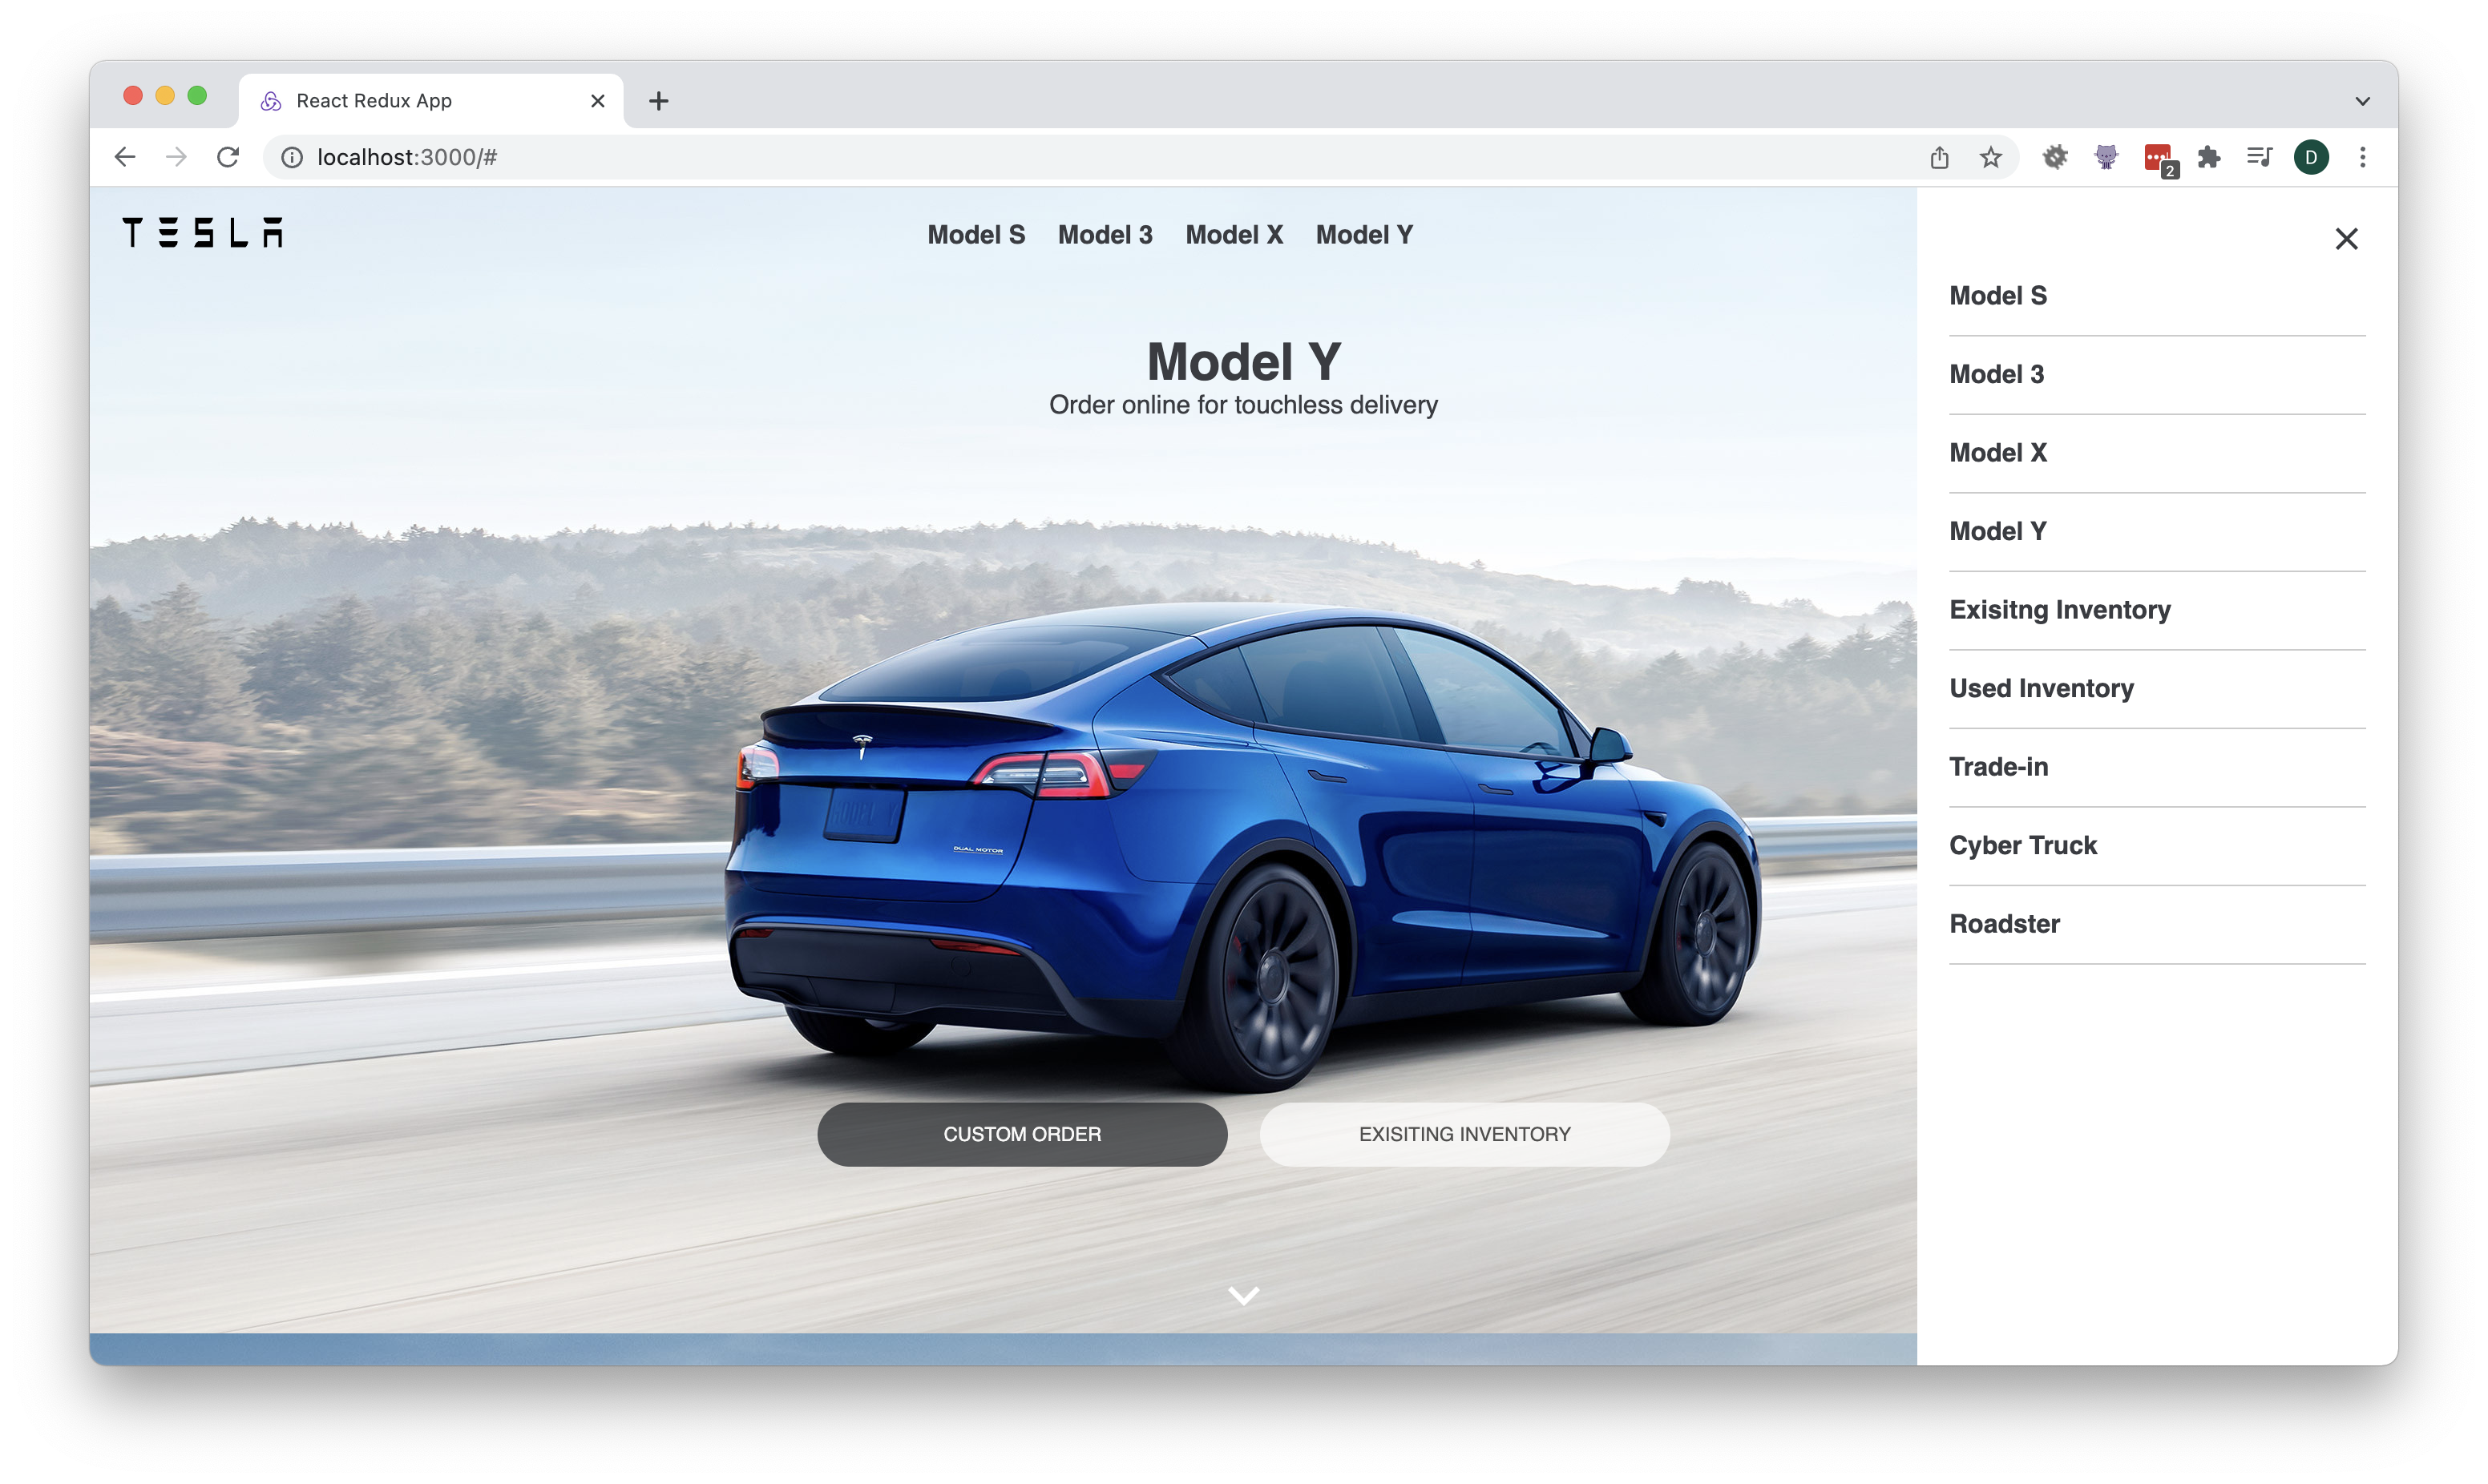 React Redux App
localhost:3000/#
2
D
TESLA
Model S Model 3 Model X Model Y
Model Y
Order online for touchless delivery
DUAL MOTOR
CUSTOM ORDER
EXISITING INVENTORY
Model S
Model 3
Model X
Model Y
Exisitng Inventory
Used Inventory
Trade-in
Cyber Truck
Roadster